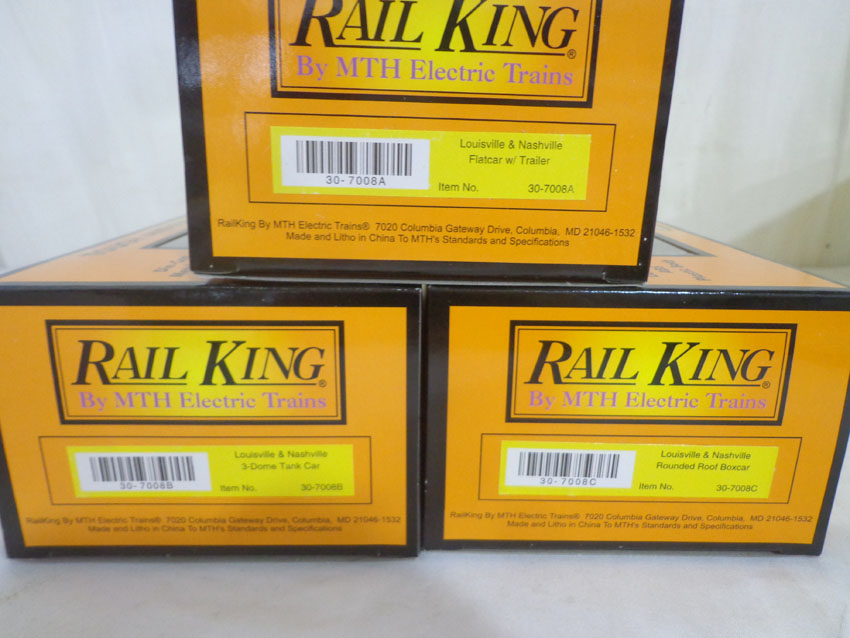 RAIL KING®
By MTH Electric Trains
Louisville & Nashville
Flatcar w/ Trailer
30-7008A
Item No. 30-7008A
RailKing By MTH Electric Trains® 7020 Columbia Gateway Drive, Columbia, MD 21046-1532
Made and Litho in China To MTH's Standards and Specifications
RAIL KING®
By MTH Electric Trains
Louisville & Nashville
3-Dome Tank Car
30-7008B
Item No. 30-7008B
RailKing By MTH Electric Trains® 7020 Columbia Gateway Drive, Columbia, MD 21046-1532
Made and Litho in China To MTH's Standards and Specifications
RAIL KING®
By MTH Electric Trains
Louisville & Nashville
Rounded Roof Boxcar
30-7008C
Item No. 30-7008C
RailKing By MTH Electric Trains® 7020 Columbia Gateway Drive, Columbia, MD 21046-1532
Made and Litho in China To MTH's Standards and Specifications